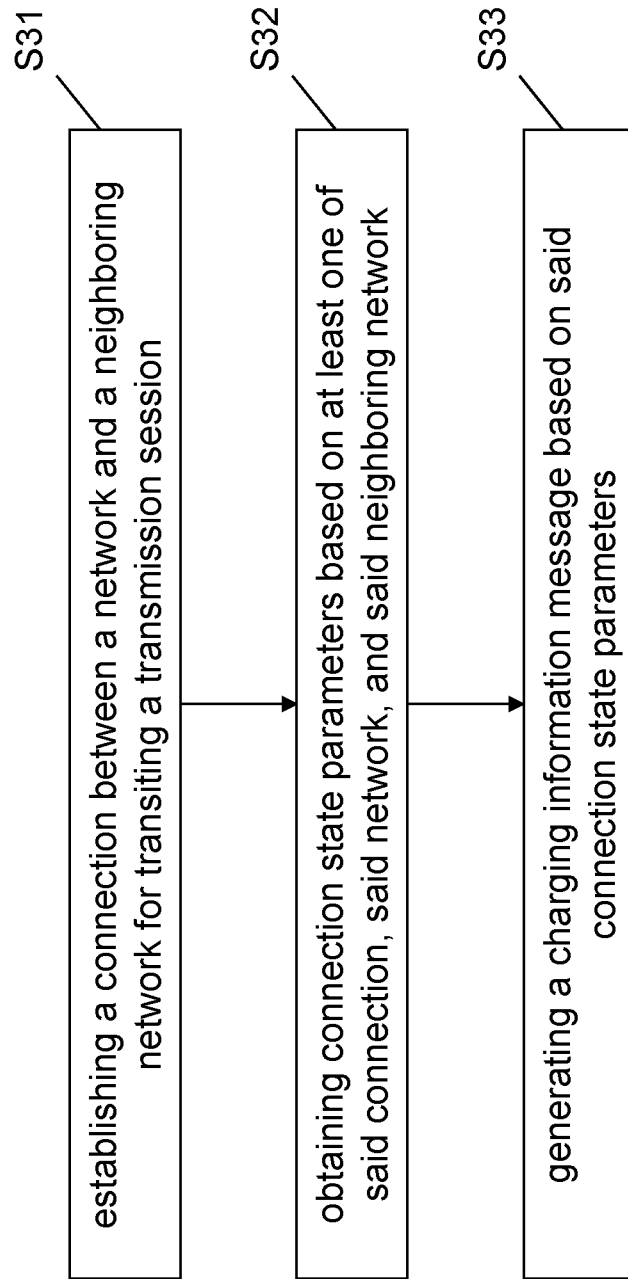 S31
establishing a connection between a network and a neighboring
network for transiting a transmission session
S32
obtaining connection state parameters based on at least one of
said connection, said network, and said neighboring network
S33
generating a charging information message based on said
connection state parameters